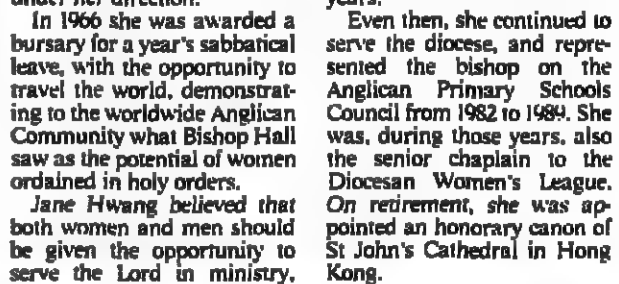 under her direction.
In 1966 she was awarded a
bursary for a year's sabbatical
leave, with the opportunity to
travel the world, demonstrat-
ing to the worldwide Anglican
Community what Bishop Hall
saw as the potential of women
ordained in holy orders.
Jane Hwang believed that
both women and men should
be given the opportunity to
serve the Lord in ministry,
years.
Even then, she continued to
serve the diocese, and repre-
sented the bishop on the
Anglican Primary Schools
Council from 1982 to 1989. She
was, during those years, also
the senior chaplain to the
Diocesan Women's League.
On retirement, she was ap-
pointed an honorary canon of
St John's Cathedral in Hong
Kong.